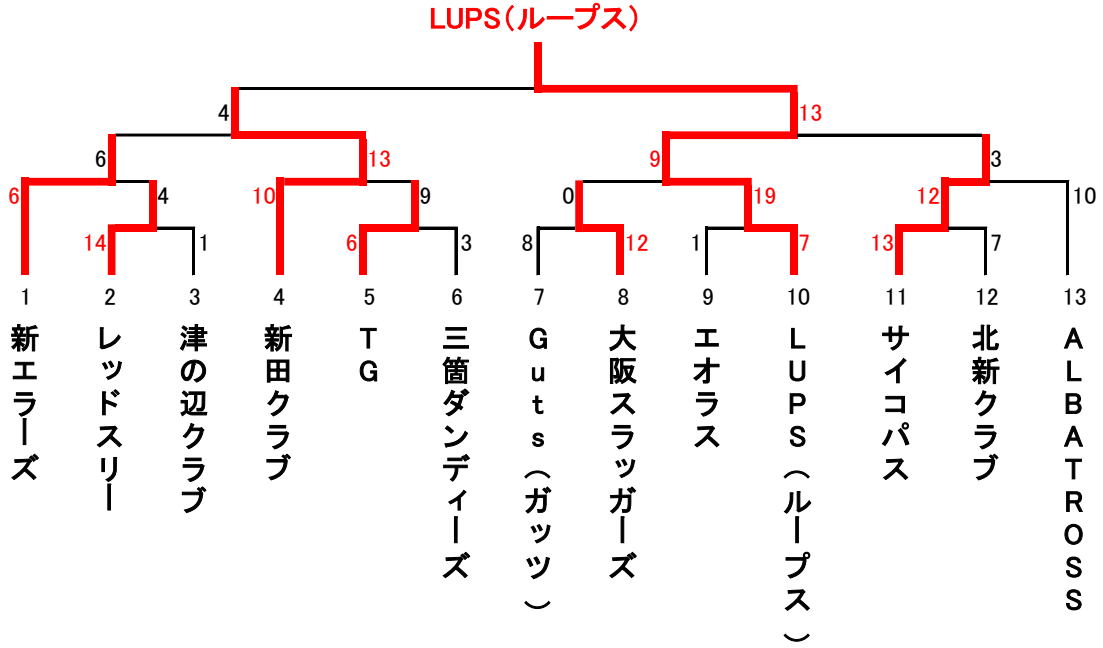 LUPS(ループス)
4 13
6 13 9 3
6 4 10 9 0 19 12 10
14 1 6 3 8 12 1 7 13 7
1 2 3 4 5 6 7 8 9 10 11 12 13
新エラーズ
レッドスリー
津の辺クラブ
新田クラブ
TG
三箇ダンディーズ
Guts(ガッツ)
大阪スラッガーズ
エオラス
LUPS(ループス)
サイコパス
北新クラブ
ALBATROSS